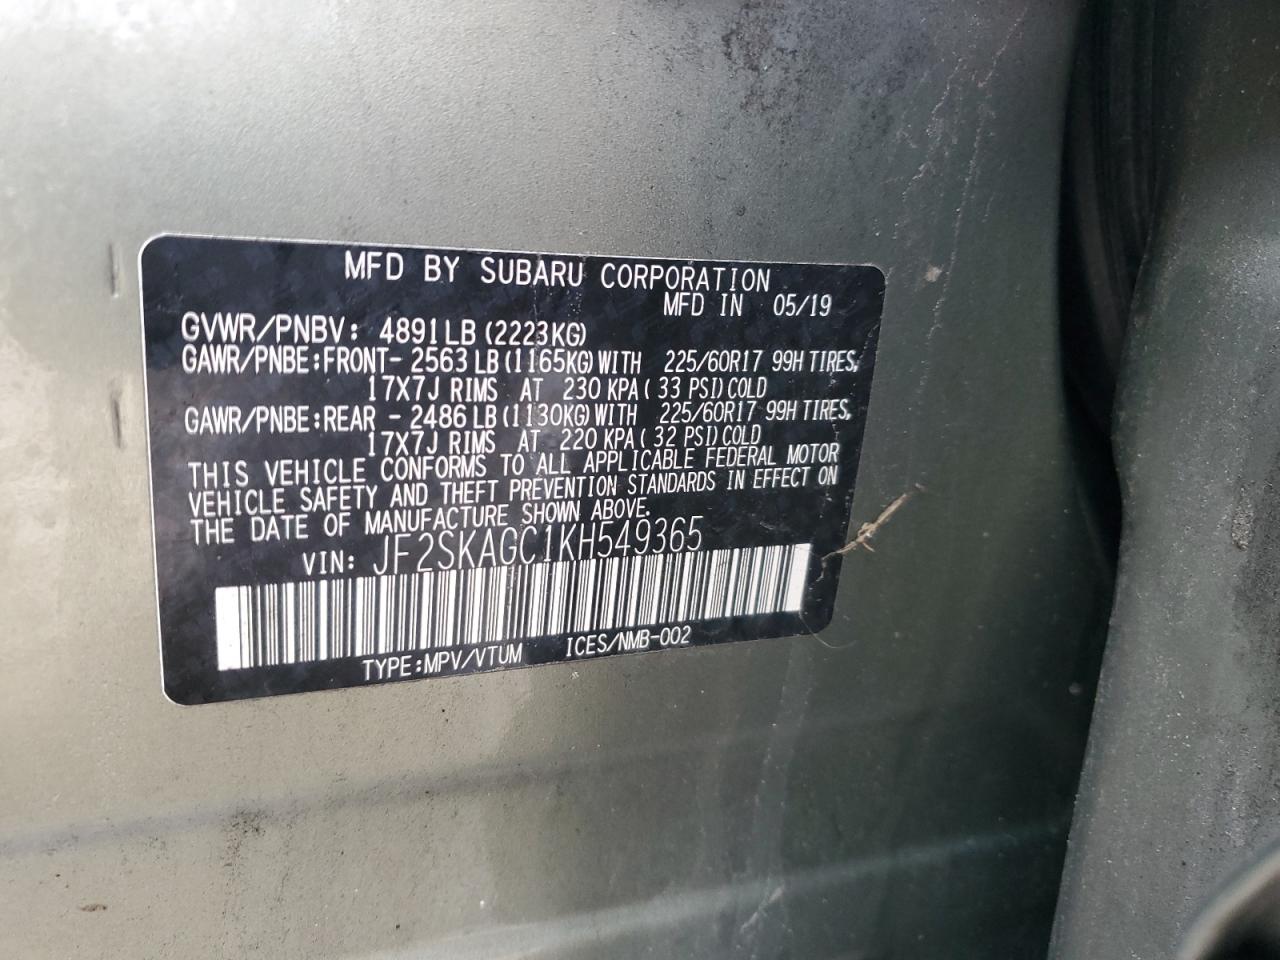 MFD BY SUBARU CORPORATION
MFD IN 05/19
GVWR/PNBV: 4891LB(2223KG)
GAWR/PNBE:FRONT- 2563 LB(1165KG)WITH 225/60R17 99H TIRES,
17X7J RIMS AT 230 KPA( 33 PSI)COLD
GAWR/PNBE:REAR - 2486 LB(1130KG)WITH 225/60R17 99H TIRES,
17X7J RIMS AT 220 KPA( 32 PSI)COLD
THIS VEHICLE CONFORMS TO ALL APPLICABLE FEDERAL MOTOR
VEHICLE SAFETY AND THEFT PREVENTION STANDARDS IN EFFECT ON
THE DATE OF MANUFACTURE SHOWN ABOVE.
VIN: JF2SKAGC1KH549365
TYPE:MPV/VTUM ICES/NMB-002